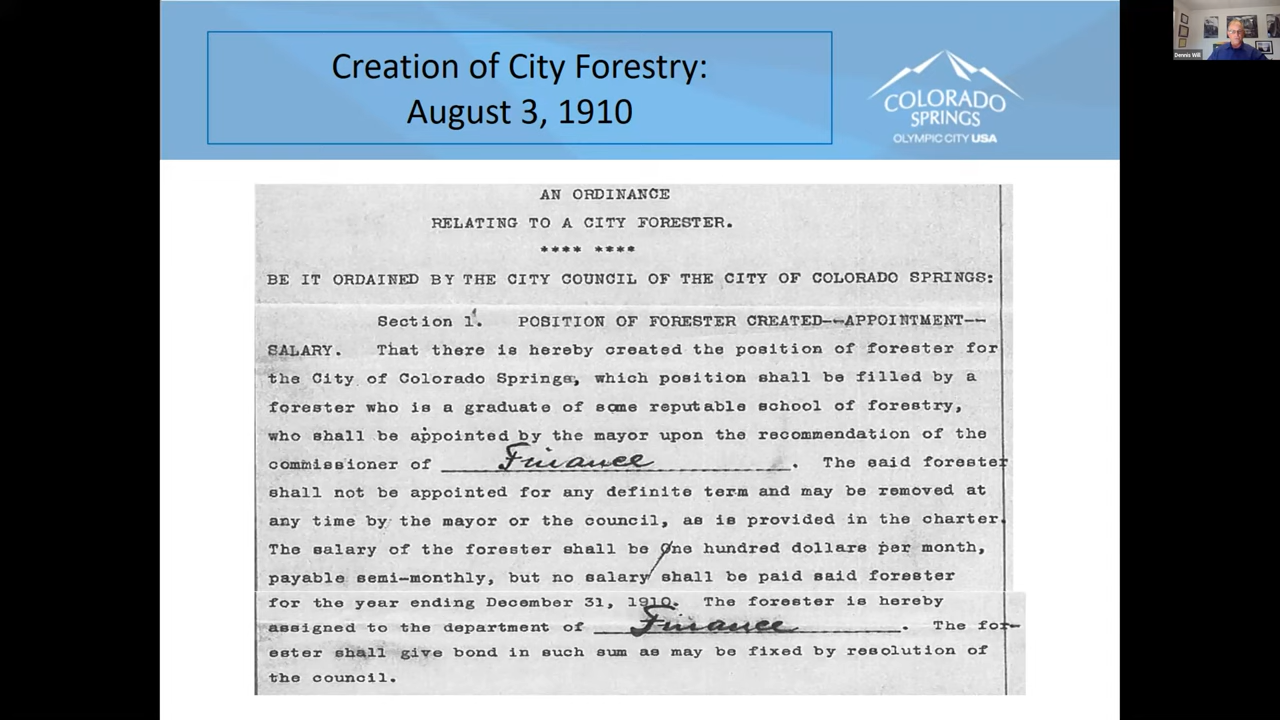 Creation of City Forestry:
August 3, 1910
COLORADO
SPRINGS
OLYMPIC CITY USA
Dennis Will
AN ORDINANCE
RELATING TO A CITY FORESTER.
**** ****
BE IT ORDAINED BY THE CITY COUNCIL OF THE CITY OF COLORADO SPRINGS:
Section 1. POSITION OF FORESTER CREATED--APPOINTMENT--
SALARY. That there is hereby created the position of forester for
the City of Colorado Springs, which position shall be filled by a
forester who is a graduate of some reputable school of forestry,
who shall be appointed by the mayor upon the recommendation of the
commissioner of Finance. The said forester
shall not be appointed for any definite term and may be removed at
any time by the mayor or the council, as is provided in the charter.
The salary of the forester shall be One hundred dollars per month,
payable semi-monthly, but no salary shall be paid said forester
for the year ending December 31, 1910. The forester is hereby
assigned to the department of Finance. The for-
ester shall give bond in such sum as may be fixed by resolution of
the council.